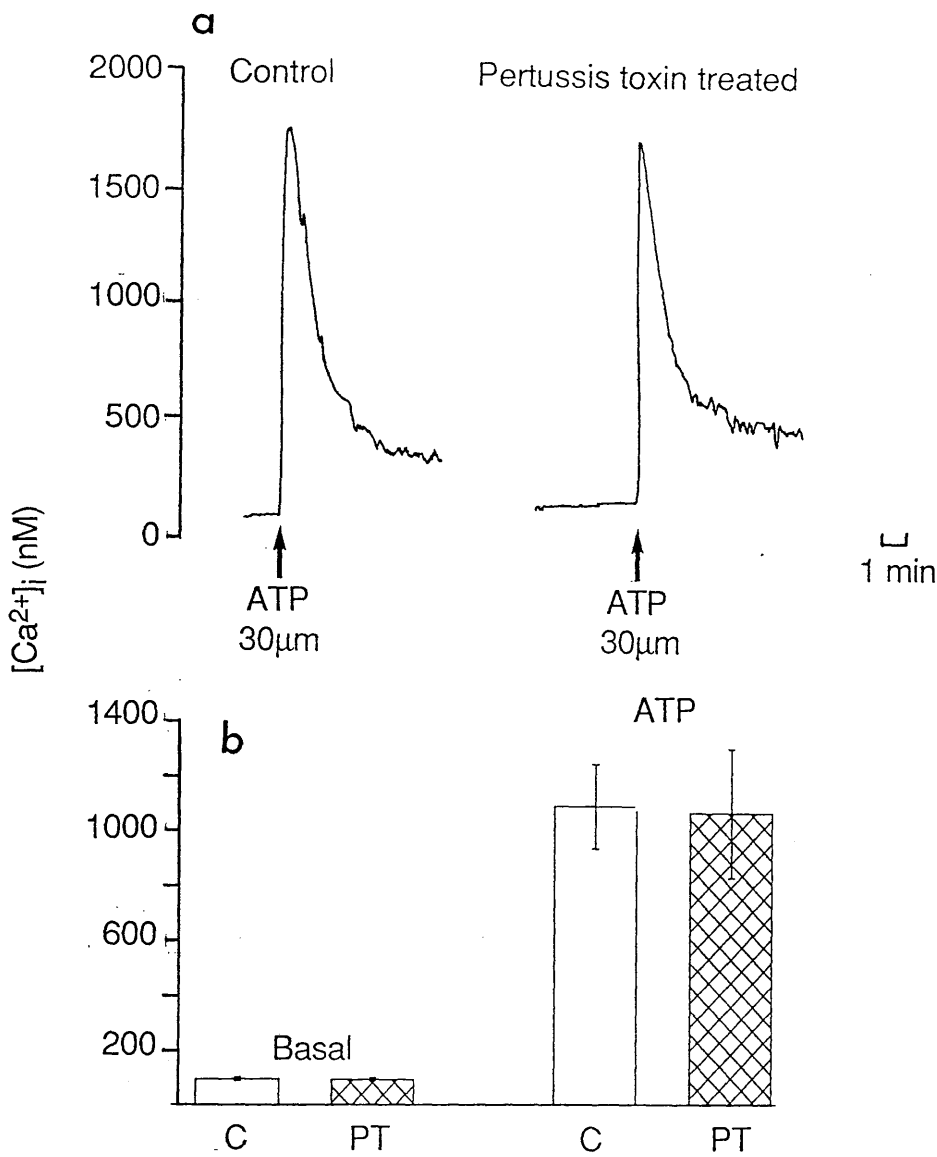 a
2000
Control
Pertussis toxin treated
1500
1000
500
0
1 min
ATP
30μm
ATP
30μm
[Ca2+]i (nM)
1400
b
ATP
1000
600
200
Basal
C
PT
C
PT